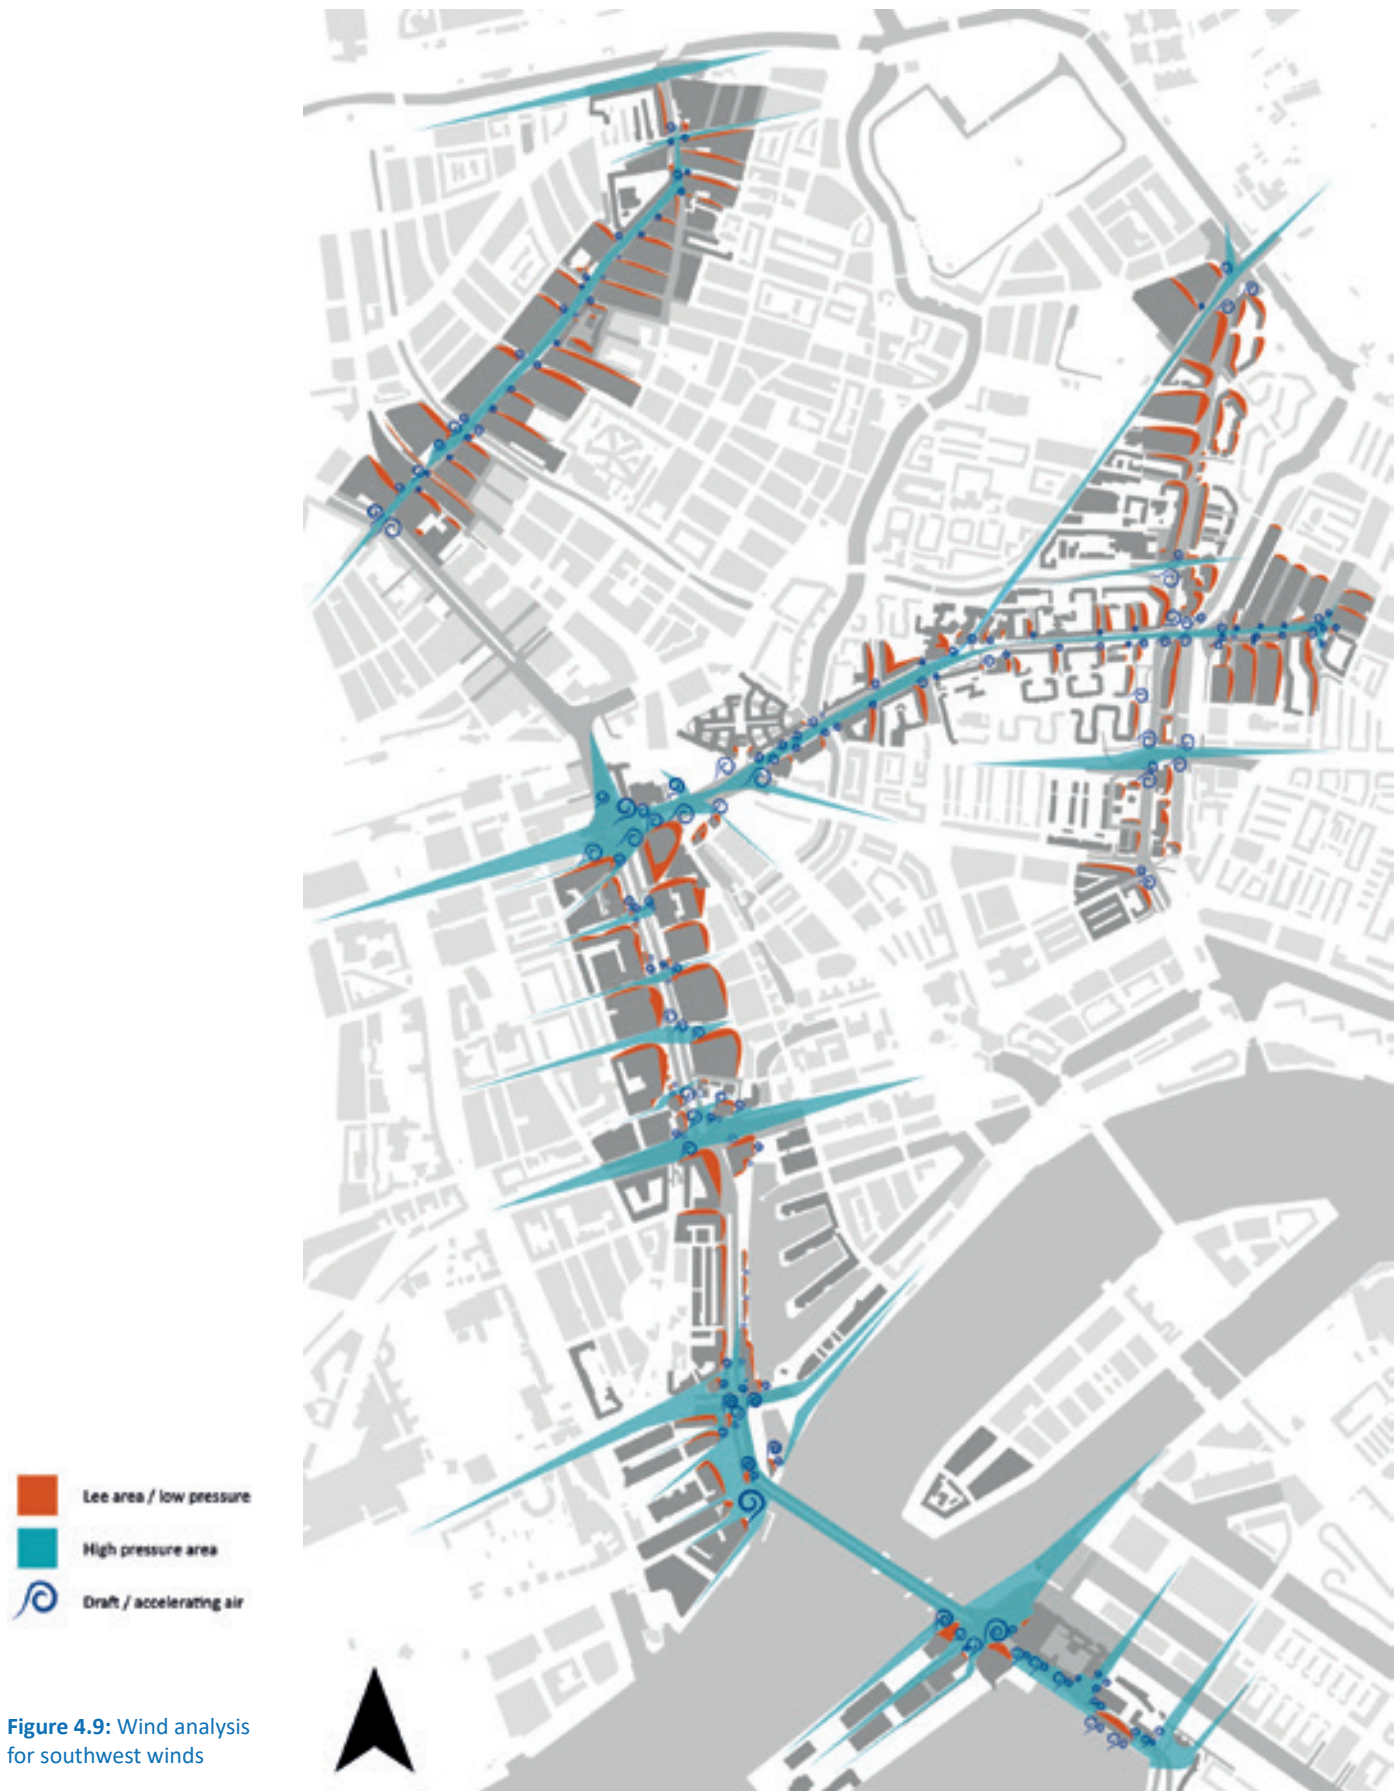 Lee area / low pressure
High pressure area
Draft / accelerating air
Figure 4.9: Wind analysis
for southwest winds